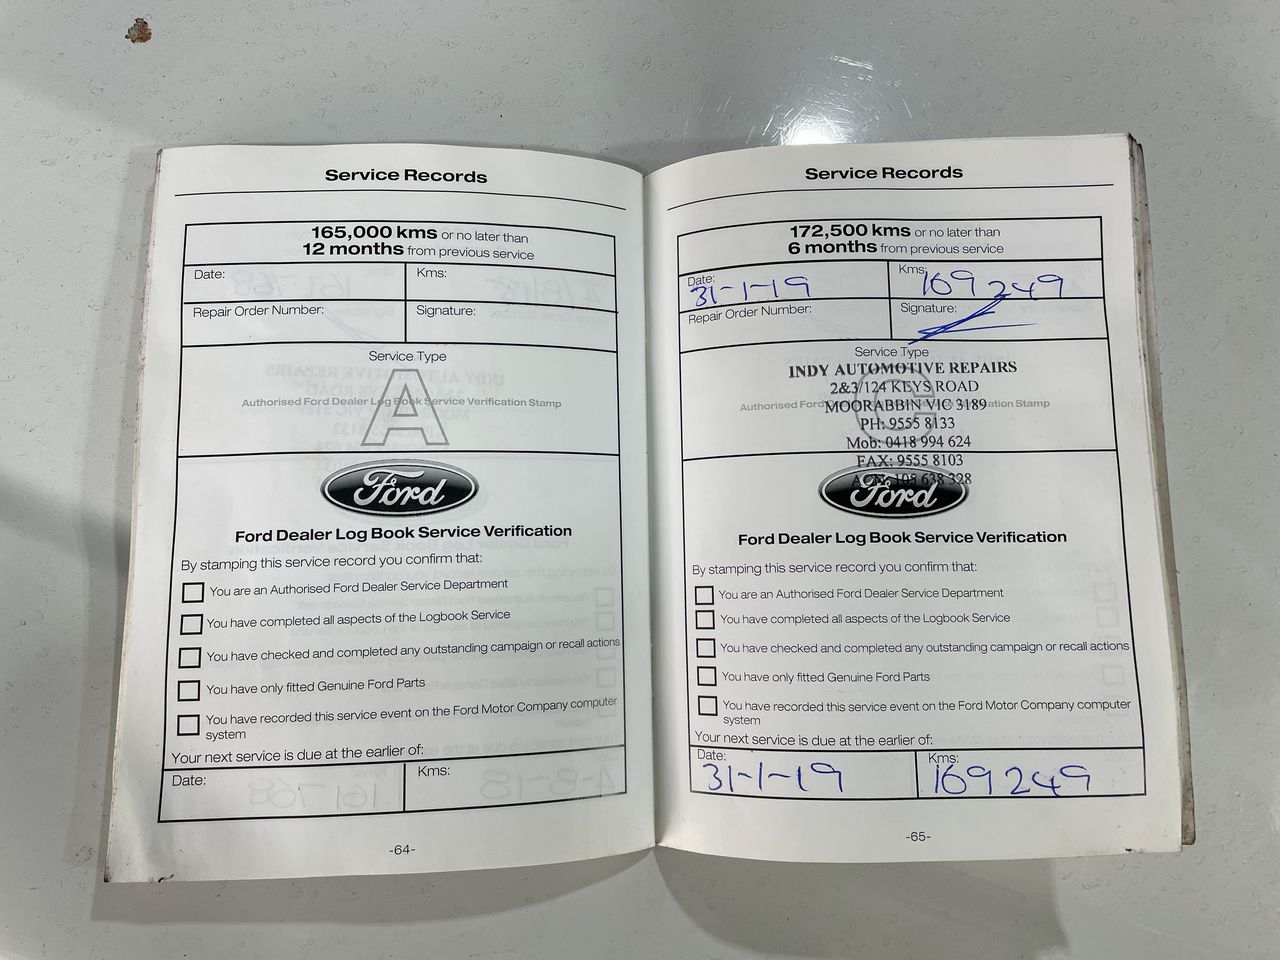 Service Records
165,000 kms or no later than
12 months from previous service
Date:
Kms:
Repair Order Number:
Signature:
Service Type
A
Authorised Ford Dealer Log Book Service Verification Stamp
Ford
Ford Dealer Log Book Service Verification
By stamping this service record you confirm that:
You are an Authorised Ford Dealer Service Department
You have completed all aspects of the Logbook Service
You have checked and completed any outstanding campaign or recall actions
You have only fitted Genuine Ford Parts
You have recorded this service event on the Ford Motor Company computer
system
Your next service is due at the earlier of:
Date:
Kms:
-64-
Service Records
172,500 kms or no later than
6 months from previous service
Date: 31-1-19
Kms: 169249
Repair Order Number:
Signature:
Service Type
INDY AUTOMOTIVE REPAIRS
2&3/124 KEYS ROAD
C
Authorised Ford Stamp
MOORABBIN VIC 3189
PH: 9555 8133
Mob: 0418 994 624
FAX: 9555 8103
105 638 328
Ford
Ford Dealer Log Book Service Verification
By stamping this service record you confirm that:
You are an Authorised Ford Dealer Service Department
You have completed all aspects of the Logbook Service
You have checked and completed any outstanding campaign or recall actions
You have only fitted Genuine Ford Parts
You have recorded this service event on the Ford Motor Company computer
system
Your next service is due at the earlier of:
Date: 31-1-19
Kms: 169249
-65-